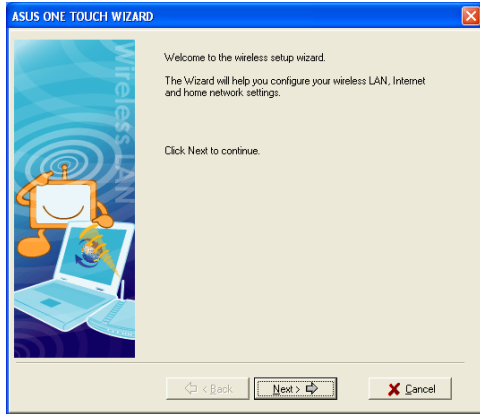 ASUS ONE TOUCH WIZARD
Wireless LAN
Welcome to the wireless setup wizard.
The Wizard will help you configure your wireless LAN, Internet
and home network settings.
Click Next to continue.
< Back
Next >
Cancel